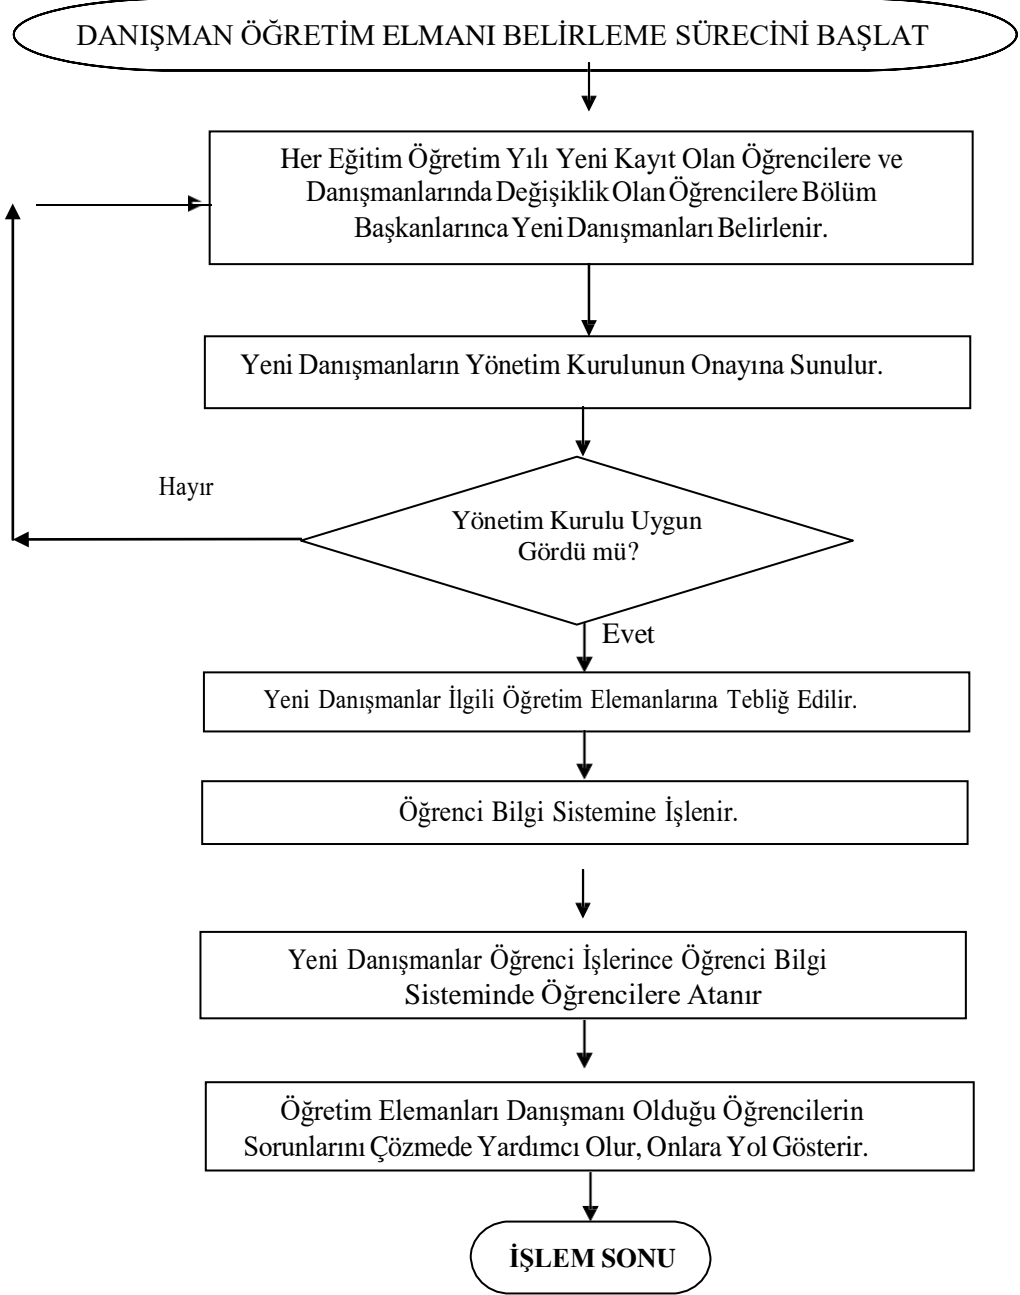 DANIŞMAN ÖĞRETİM ELMANI BELİRLEME SÜRECİNİ BAŞLAT
Her Eğitim Öğretim Yılı Yeni Kayıt Olan Öğrencilere ve
Danışmanlarında Değişiklik Olan Öğrencilere Bölüm
Başkanlarınca Yeni Danışmanları Belirlenir.
Yeni Danışmanların Yönetim Kurulunun Onayına Sunulur.
Hayır
Yönetim Kurulu Uygun
Gördü mü?
Evet
Yeni Danışmanlar İlgili Öğretim Elemanlarına Tebliğ Edilir.
Öğrenci Bilgi Sistemine İşlenir.
Yeni Danışmanlar Öğrenci İşlerince Öğrenci Bilgi
Sisteminde Öğrencilere Atanır
Öğretim Elemanları Danışmanı Olduğu Öğrencilerin
Sorunlarını Çözmede Yardımcı Olur, Onlara Yol Gösterir.
İŞLEM SONU